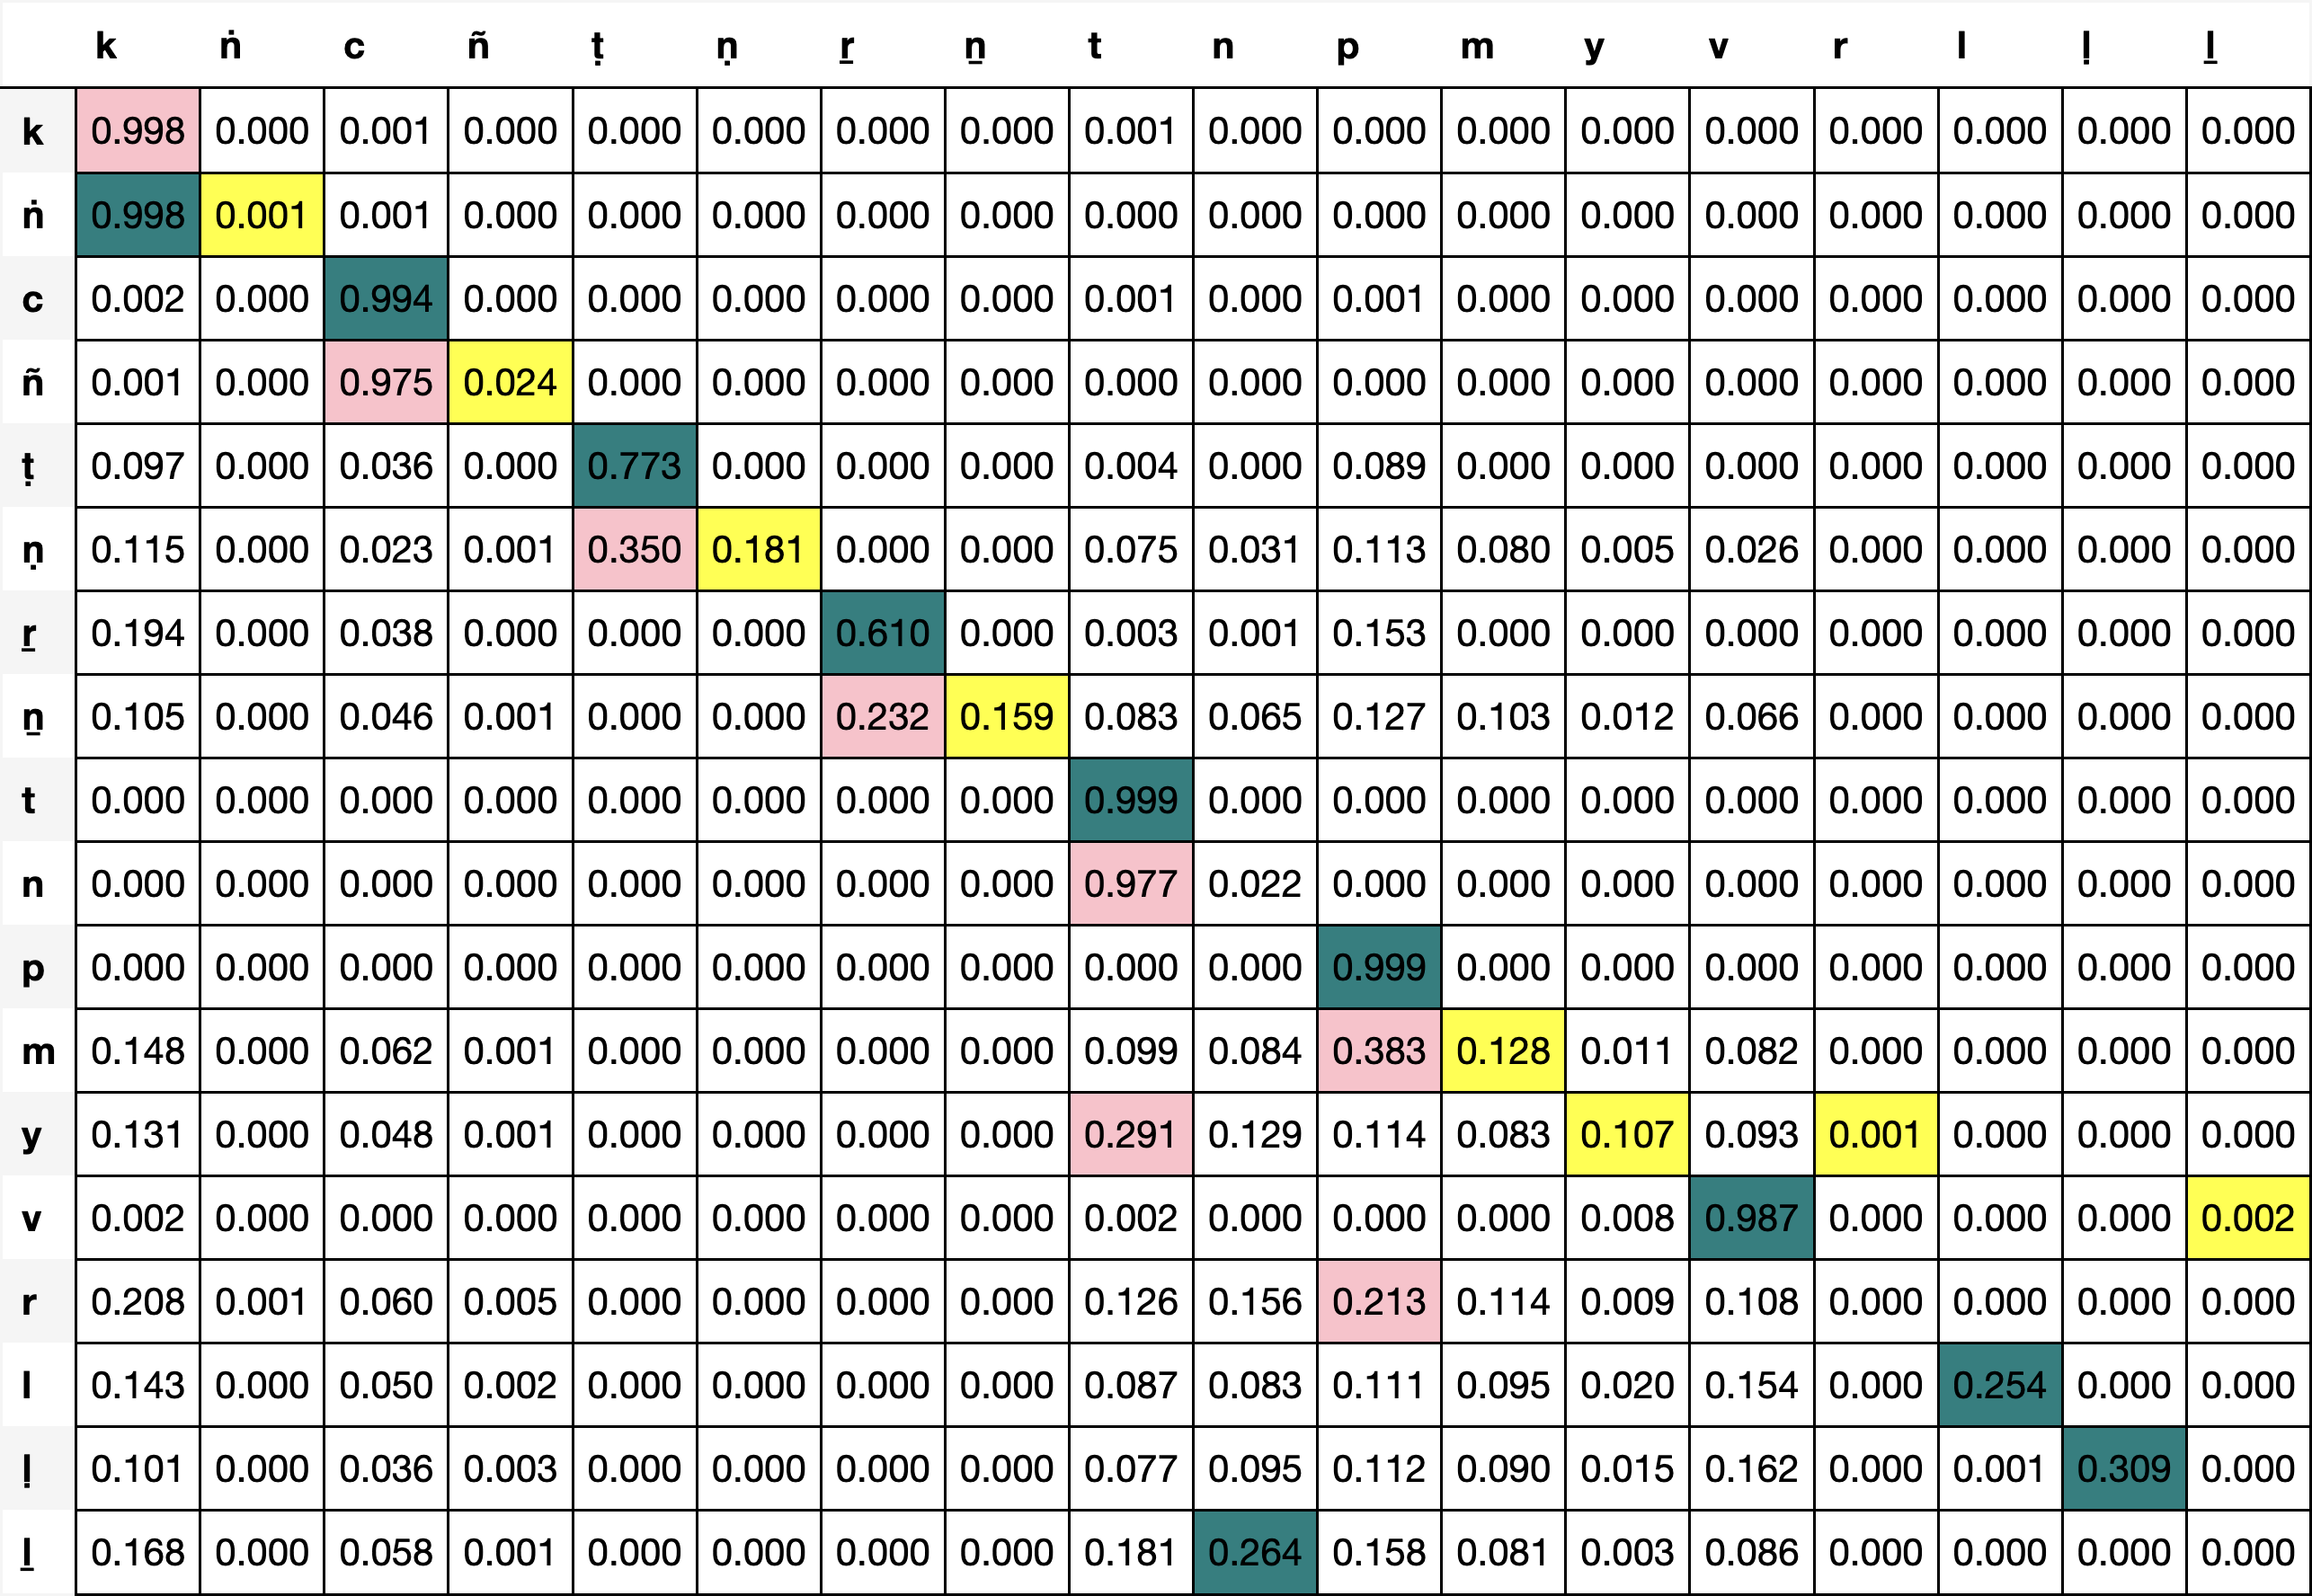 k ṅ c ñ ṭ ṇ ṟ ṉ t n p m y v r l ḷ ḻ
k 0.998 0.000 0.001 0.000 0.000 0.000 0.000 0.000 0.001 0.000 0.000 0.000 0.000 0.000 0.000 0.000 0.000 0.000
ṅ 0.998 0.001 0.001 0.000 0.000 0.000 0.000 0.000 0.000 0.000 0.000 0.000 0.000 0.000 0.000 0.000 0.000 0.000
c 0.002 0.000 0.994 0.000 0.000 0.000 0.000 0.000 0.001 0.000 0.001 0.000 0.000 0.000 0.000 0.000 0.000 0.000
ñ 0.001 0.000 0.975 0.024 0.000 0.000 0.000 0.000 0.000 0.000 0.000 0.000 0.000 0.000 0.000 0.000 0.000 0.000
ṭ 0.097 0.000 0.036 0.000 0.773 0.000 0.000 0.000 0.004 0.000 0.089 0.000 0.000 0.000 0.000 0.000 0.000 0.000
ṇ 0.115 0.000 0.023 0.001 0.350 0.181 0.000 0.000 0.075 0.031 0.113 0.080 0.005 0.026 0.000 0.000 0.000 0.000
ṟ 0.194 0.000 0.038 0.000 0.000 0.000 0.610 0.000 0.003 0.001 0.153 0.000 0.000 0.000 0.000 0.000 0.000 0.000
ṉ 0.105 0.000 0.046 0.001 0.000 0.000 0.232 0.159 0.083 0.065 0.127 0.103 0.012 0.066 0.000 0.000 0.000 0.000
t 0.000 0.000 0.000 0.000 0.000 0.000 0.000 0.000 0.999 0.000 0.000 0.000 0.000 0.000 0.000 0.000 0.000 0.000
n 0.000 0.000 0.000 0.000 0.000 0.000 0.000 0.000 0.977 0.022 0.000 0.000 0.000 0.000 0.000 0.000 0.000 0.000
p 0.000 0.000 0.000 0.000 0.000 0.000 0.000 0.000 0.000 0.000 0.999 0.000 0.000 0.000 0.000 0.000 0.000 0.000
m 0.148 0.000 0.062 0.001 0.000 0.000 0.000 0.000 0.099 0.084 0.383 0.128 0.011 0.082 0.000 0.000 0.000 0.000
y 0.131 0.000 0.048 0.001 0.000 0.000 0.000 0.000 0.291 0.129 0.114 0.083 0.107 0.093 0.001 0.000 0.000 0.000
v 0.002 0.000 0.000 0.000 0.000 0.000 0.000 0.000 0.002 0.000 0.000 0.000 0.008 0.987 0.000 0.000 0.000 0.002
r 0.208 0.001 0.060 0.005 0.000 0.000 0.000 0.000 0.126 0.156 0.213 0.114 0.009 0.108 0.000 0.000 0.000 0.000
l 0.143 0.000 0.050 0.002 0.000 0.000 0.000 0.000 0.087 0.083 0.111 0.095 0.020 0.154 0.000 0.254 0.000 0.000
ḷ 0.101 0.000 0.036 0.003 0.000 0.000 0.000 0.000 0.077 0.095 0.112 0.090 0.015 0.162 0.000 0.001 0.309 0.000
ḻ 0.168 0.000 0.058 0.001 0.000 0.000 0.000 0.000 0.181 0.264 0.158 0.081 0.003 0.086 0.000 0.000 0.000 0.000